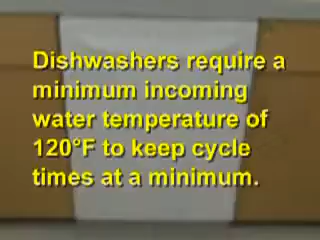 Dishwashers require a
minimum incoming
water temperature of
120°F to keep cycle
times at a minimum.